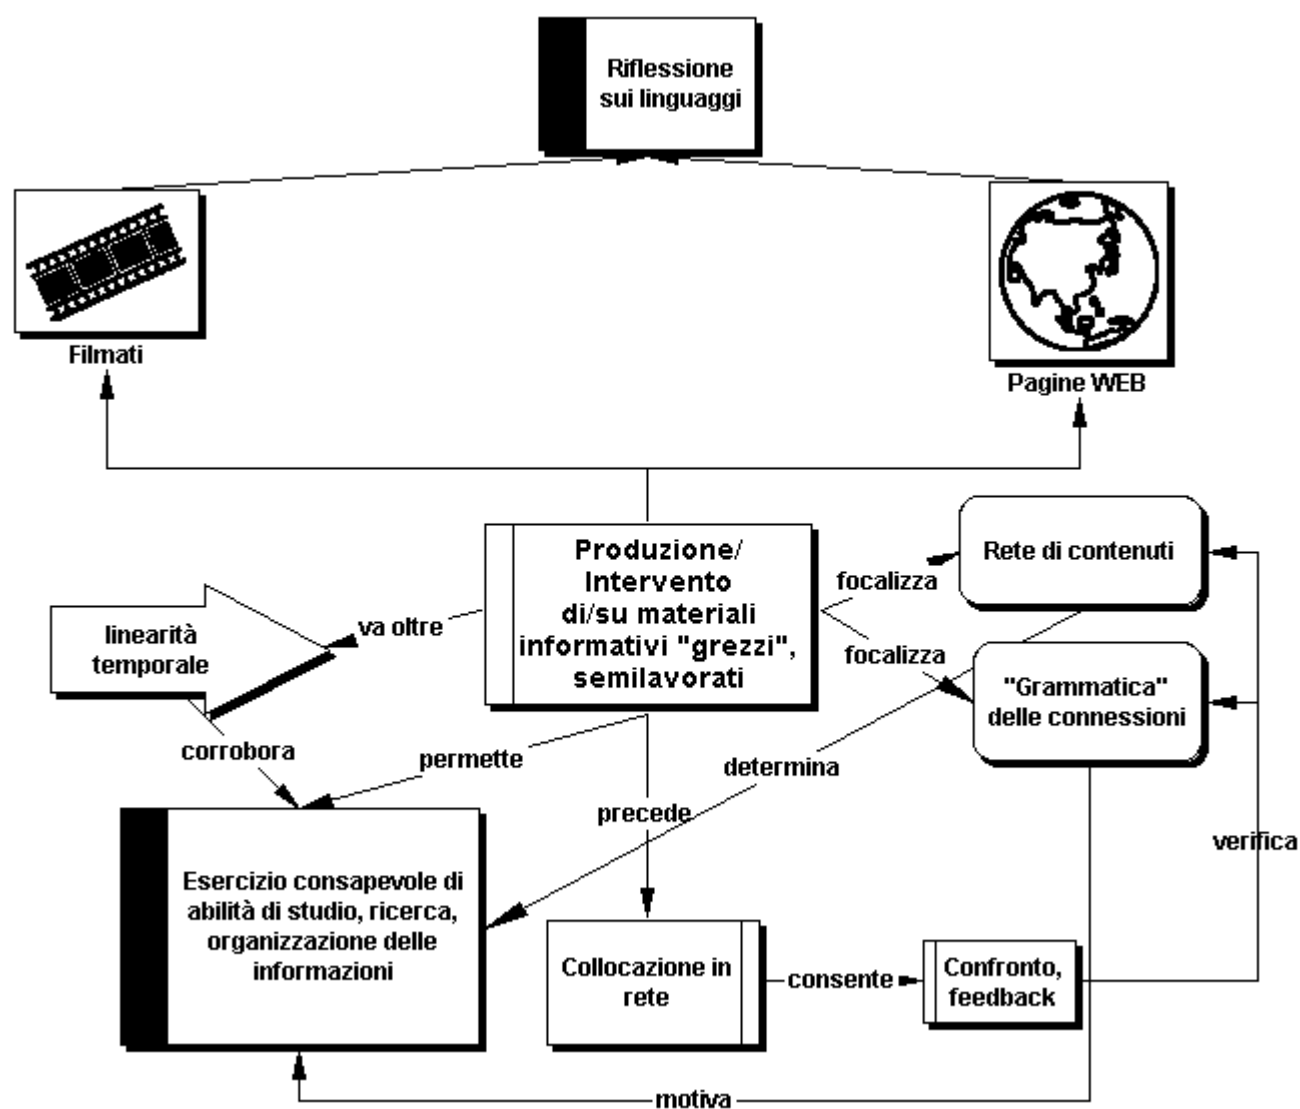 Riflessione
sui linguaggi
Filmati
Pagine WEB
Produzione/
Intervento
di/su materiali
informativi "grezzi",
semilavorati
focalizza
Rete di contenuti
va oltre
linearità
temporale
focalizza
"Grammatica"
delle connessioni
corrobora
permette
determina
precede
verifica
Esercizio consapevole di
abilità di studio, ricerca,
organizzazione delle
informazioni
Collocazione in
rete
consente
Confronto,
feedback
motiva